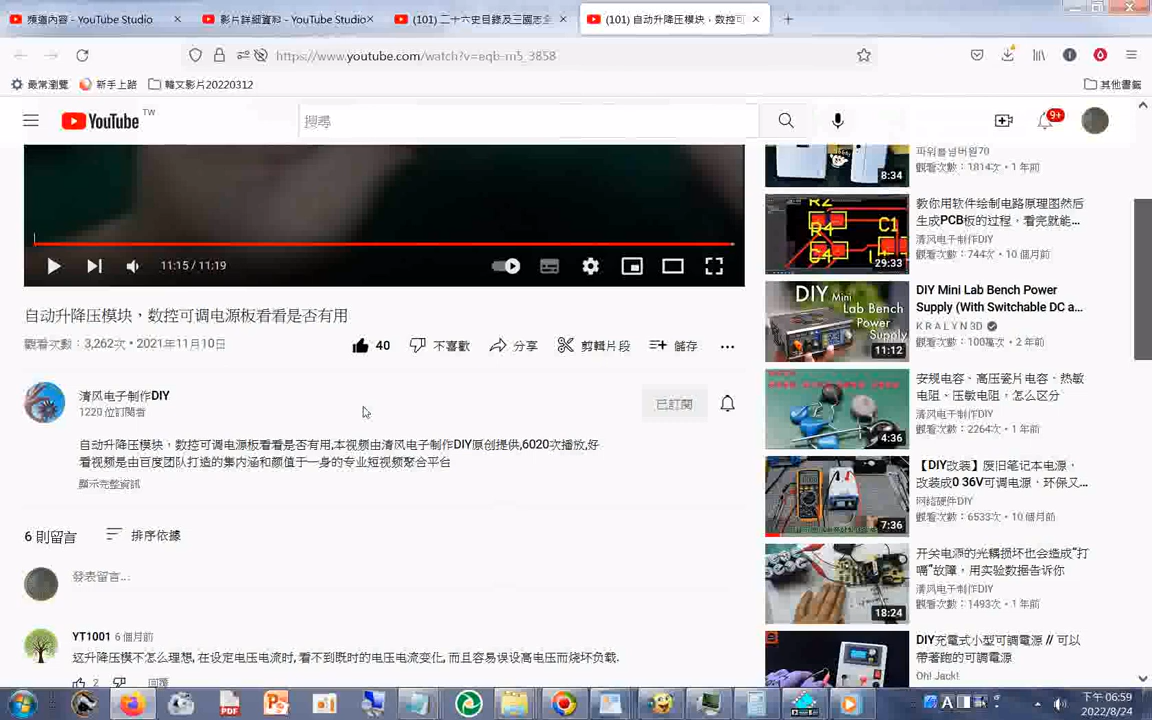 頻道內容 - YouTube Studio
影片詳細資料 - YouTube Studio
(101) 二十六史目錄及三國志全
(101) 自动升降压模块，数控可
https://www.youtube.com/watch?v=eqb-m5_3858
最常瀏覽
新手上路
韓文影片20220312
其他書籤
YouTube TW
搜尋
9+
11:15 / 11:19
自动升降压模块，数控可调电源板看看是否有用
觀看次數：3,262次 • 2021年11月10日
40
不喜歡
分享
剪輯片段
儲存
清风电子制作DIY
1220 位訂閱者
已訂閱
自动升降压模块，数控可调电源板看看是否有用,本视频由清风电子制作DIY原创提供,6020次播放,好
看视频是由百度团队打造的集内涵和颜值于一身的专业短视频聚合平台
顯示完整資訊
6 則留言
排序依據
發表留言...
YT1001 6 個月前
这升降压模不怎么理想, 在设定电压电流时, 看不到既时的电压电流变化, 而且容易误设高电压而烧坏负载.
2
回覆
8:34
파워풀넘버원70
觀看次數：1814次 • 1 年前
R2
R4
C4
C1
29:33
教你用软件绘制电路原理图然后
生成PCB板的过程，看完就能...
清风电子制作DIY
觀看次數：744次 • 10 個月前
DIY Mini
Lab Bench
Power
Supply
11:12
DIY Mini Lab Bench Power
Supply (With Switchable DC a...
KRALYN3D
觀看次數：100萬次 • 2 年前
4:36
安规电容、高压瓷片电容、热敏
电阻、压敏电阻，怎么区分
清风电子制作DIY
觀看次數：2264次 • 1 年前
7:36
【DIY改装】废旧笔记本电源，
改装成0 36V可调电源，环保又...
网络硬件DIY
觀看次數：6533次 • 10 個月前
18:24
开关电源的光耦损坏也会造成“打
嗝”故障，用实验数据告诉你
清风电子制作DIY
觀看次數：1493次 • 1 年前
DIY充電式小型可調電源 // 可以
帶著跑的可調電源
Oh! Jack!
下午 06:59
2022/8/24